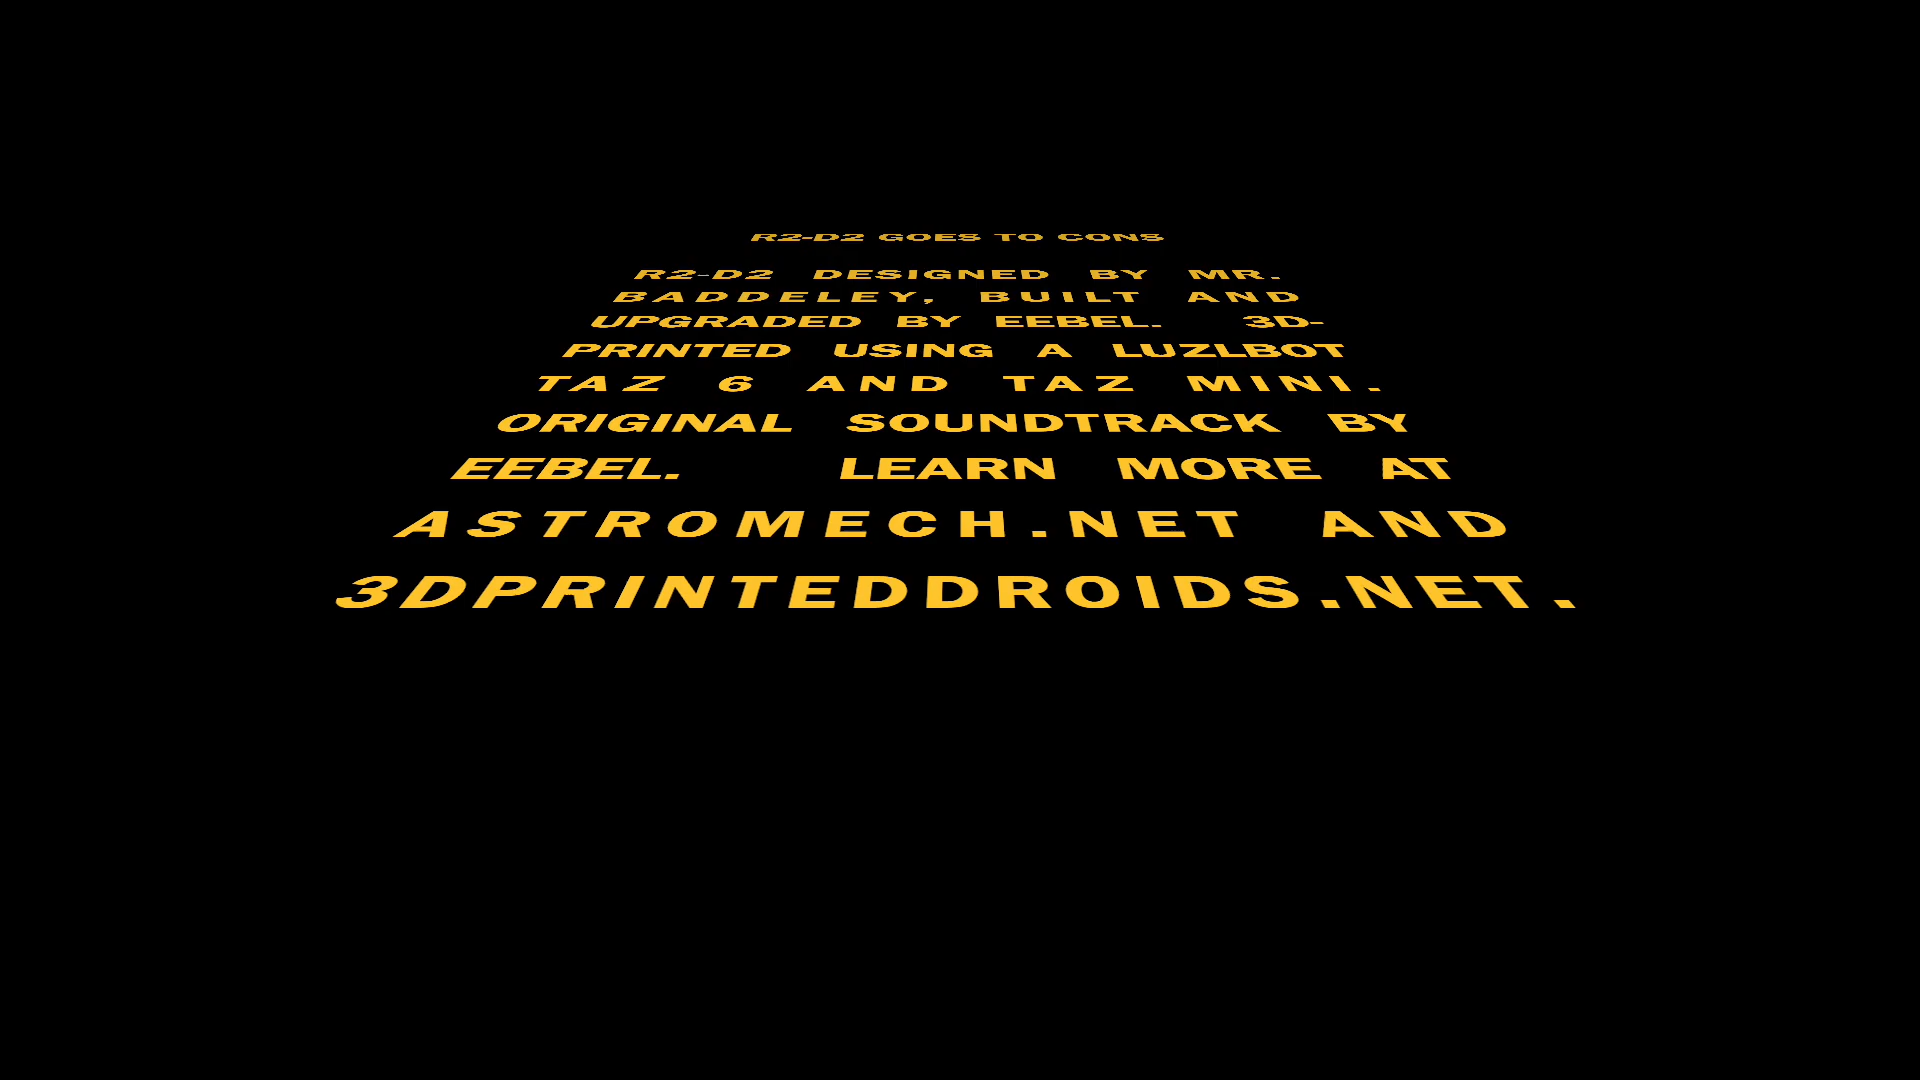 R2-D2 GOES TO CONS
R2-D2 DESIGNED BY MR.
BADDELEY, BUILT AND
UPGRADED BY EEBEL. 3D-
PRINTED USING A LUZLBOT
TAZ 6 AND TAZ MINI.
ORIGINAL SOUNDTRACK BY
EEBEL. LEARN MORE AT
ASTROMECH.NET AND
3DPRINTEDDROIDS.NET.